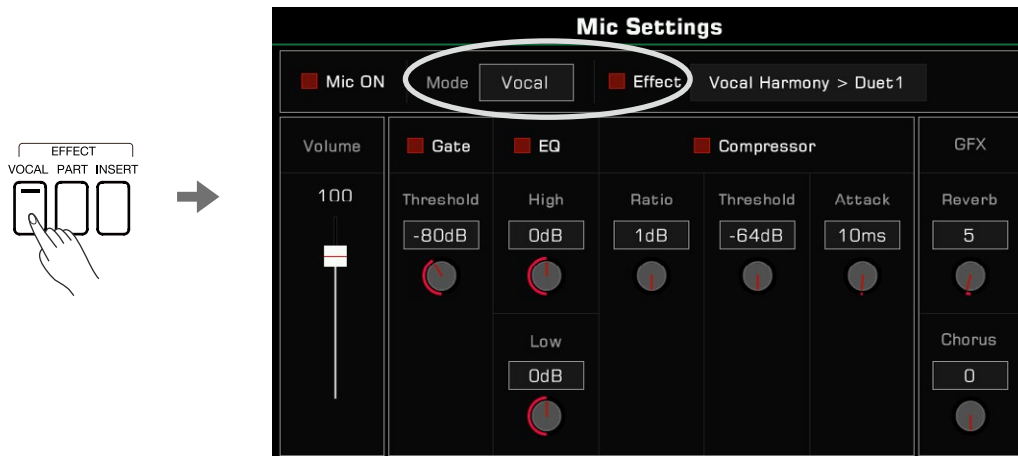 Mic Settings
Mic ON
Mode
Vocal
Effect
Vocal Harmony > Duet1
EFFECT
VOCAL PART INSERT
Volume
Gate
EQ
Compressor
GFX
100
Threshold
High
Ratio
Threshold
Attack
Reverb
-80dB
0dB
1dB
-64dB
10ms
5
Low
Chorus
0dB
0